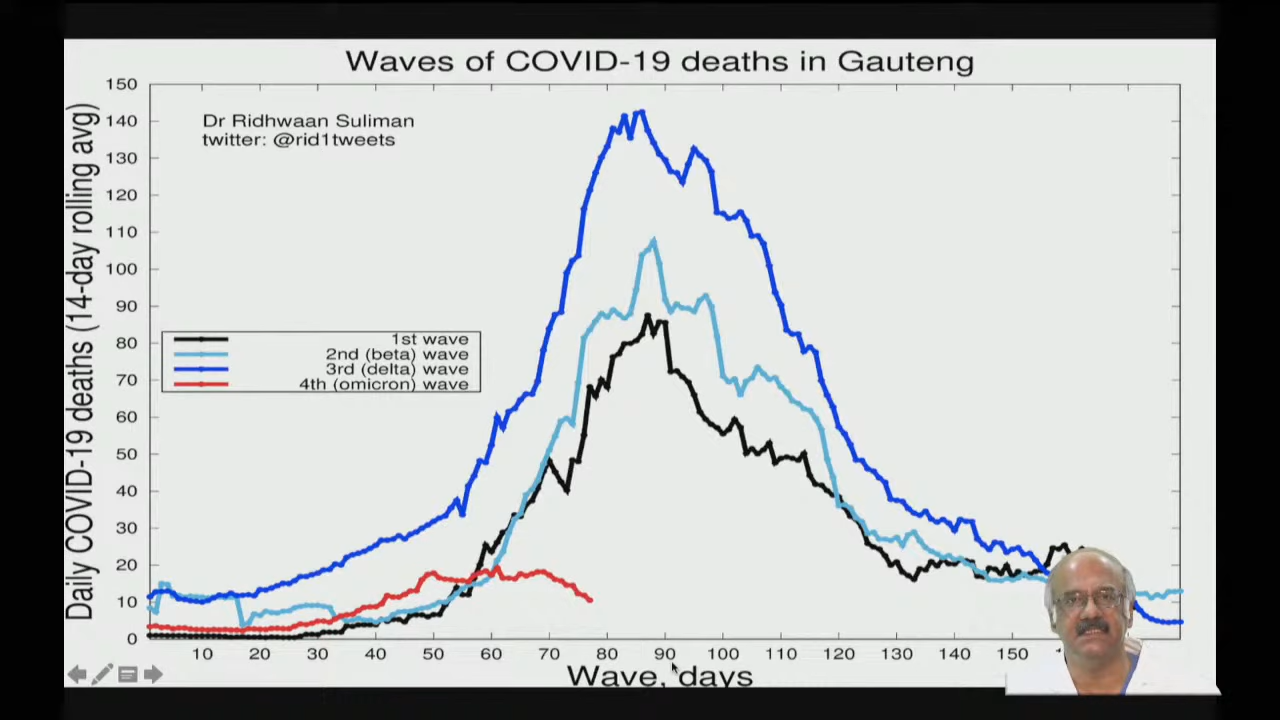 Waves of COVID-19 deaths in Gauteng
Dr Ridhwaan Suliman
twitter: @rid1tweets
1st wave
2nd (beta) wave
3rd (delta) wave
4th (omicron) wave
Daily COVID-19 deaths (14-day rolling avg)
150
140
130
120
110
100
90
80
70
60
50
40
30
20
10
0
10 20 30 40 50 60 70 80 90 100 110 120 130 140 150
Wave, days